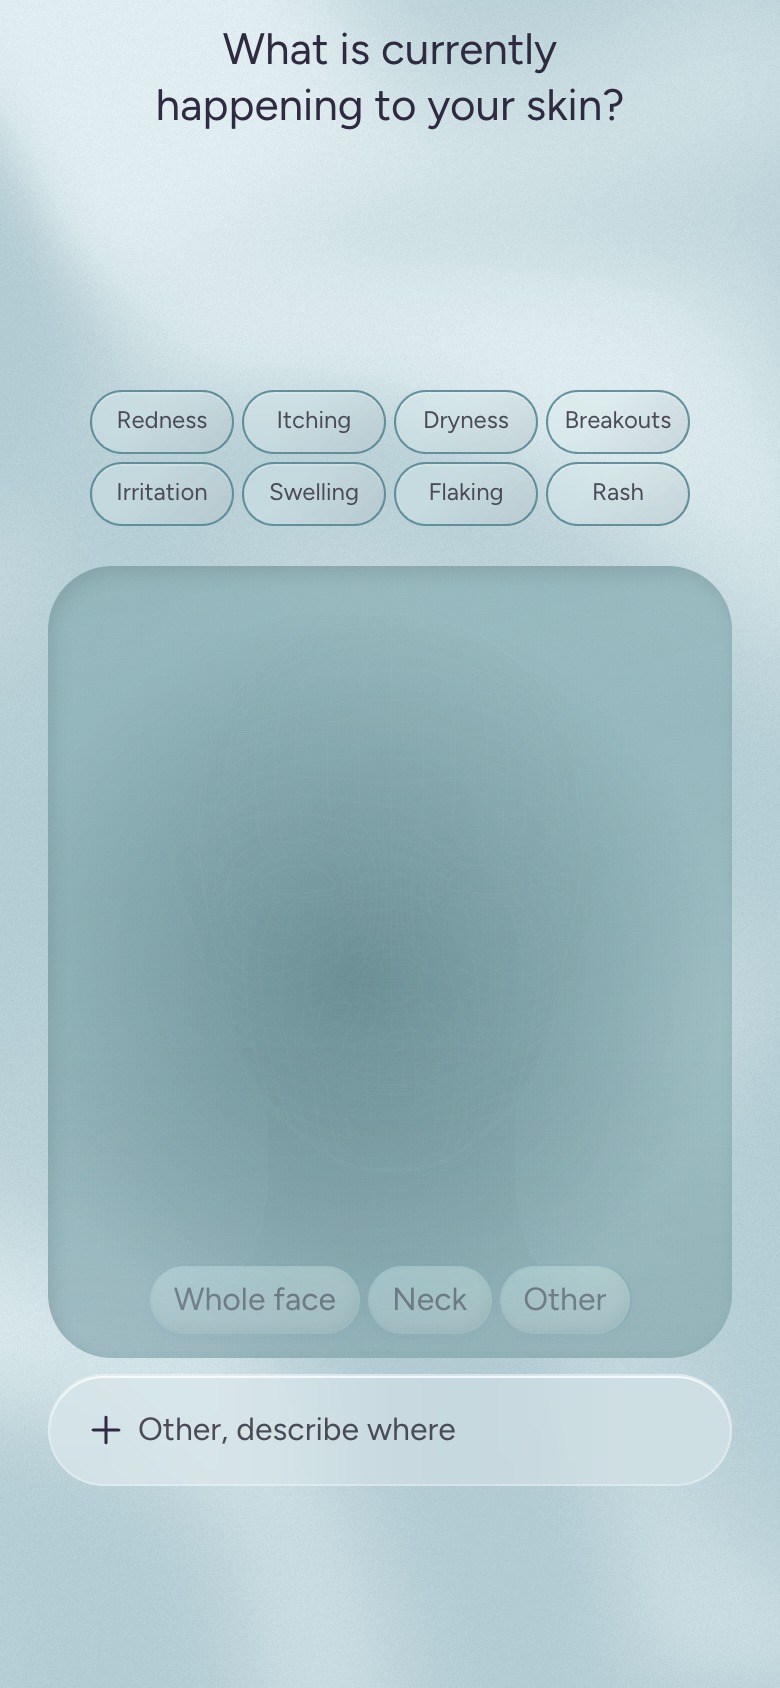 What is currently
happening to your skin?
Redness Itching Dryness Breakouts
Irritation Swelling Flaking Rash
Whole face Neck Other
Other, describe where